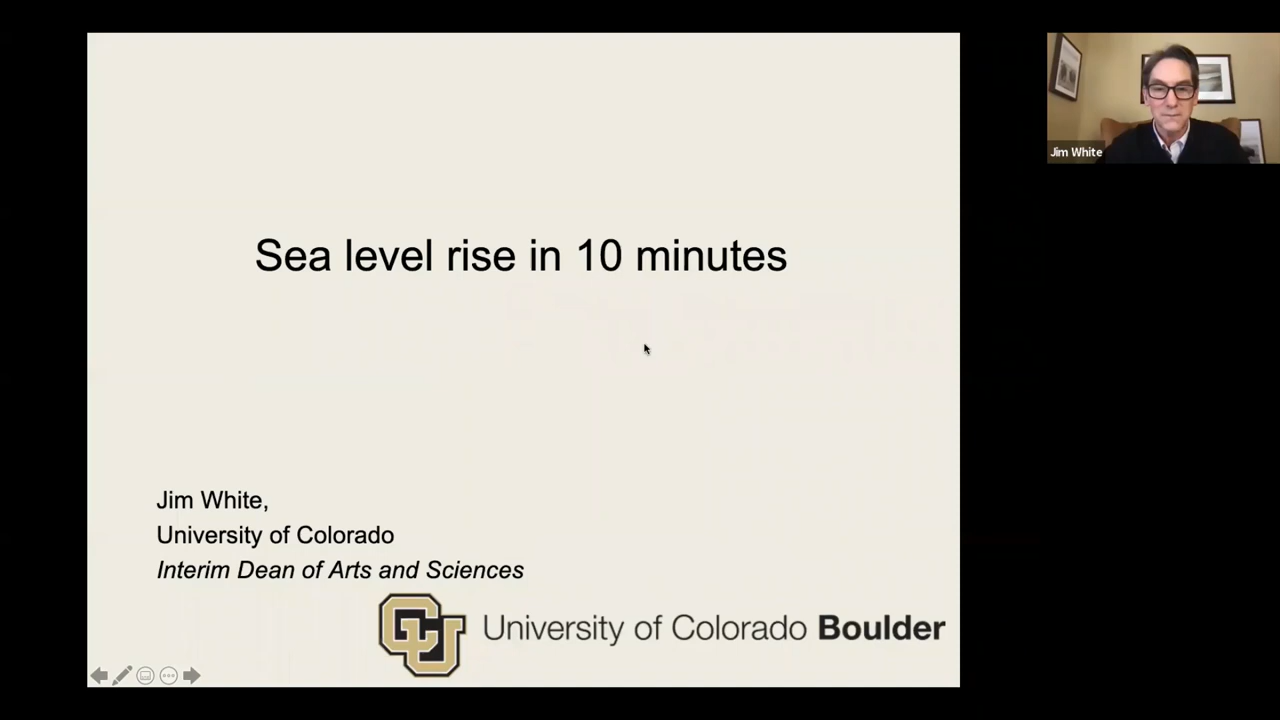 Sea level rise in 10 minutes
Jim White,
University of Colorado
Interim Dean of Arts and Sciences
CU University of Colorado Boulder
Jim White